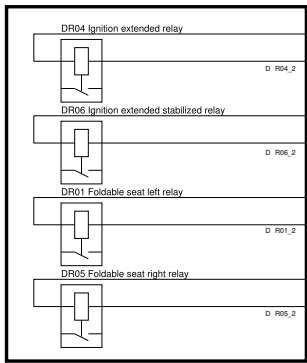 DR04 Ignition extended relay
D R04_2
DR06 Ignition extended stabilized relay
D R06_2
DR01 Foldable seat left relay
D R01_2
DR05 Foldable seat right relay
D R05_2